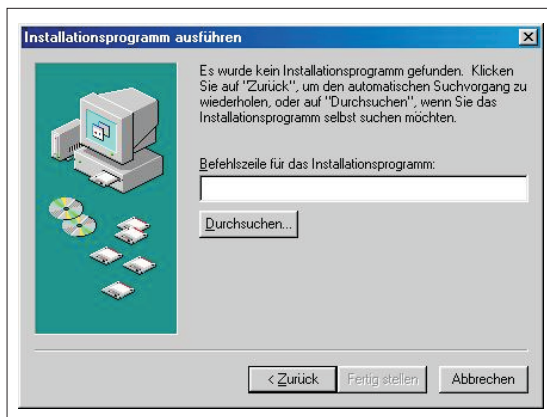 Installationsprogramm ausführen
Es wurde kein Installationsprogramm gefunden. Klicken
Sie auf "Zurück", um den automatischen Suchvorgang zu
wiederholen, oder auf "Durchsuchen", wenn Sie das
Installationsprogramm selbst suchen möchten.
Befehlszeile für das Installationsprogramm:
Durchsuchen...
< Zurück
Fertig stellen
Abbrechen